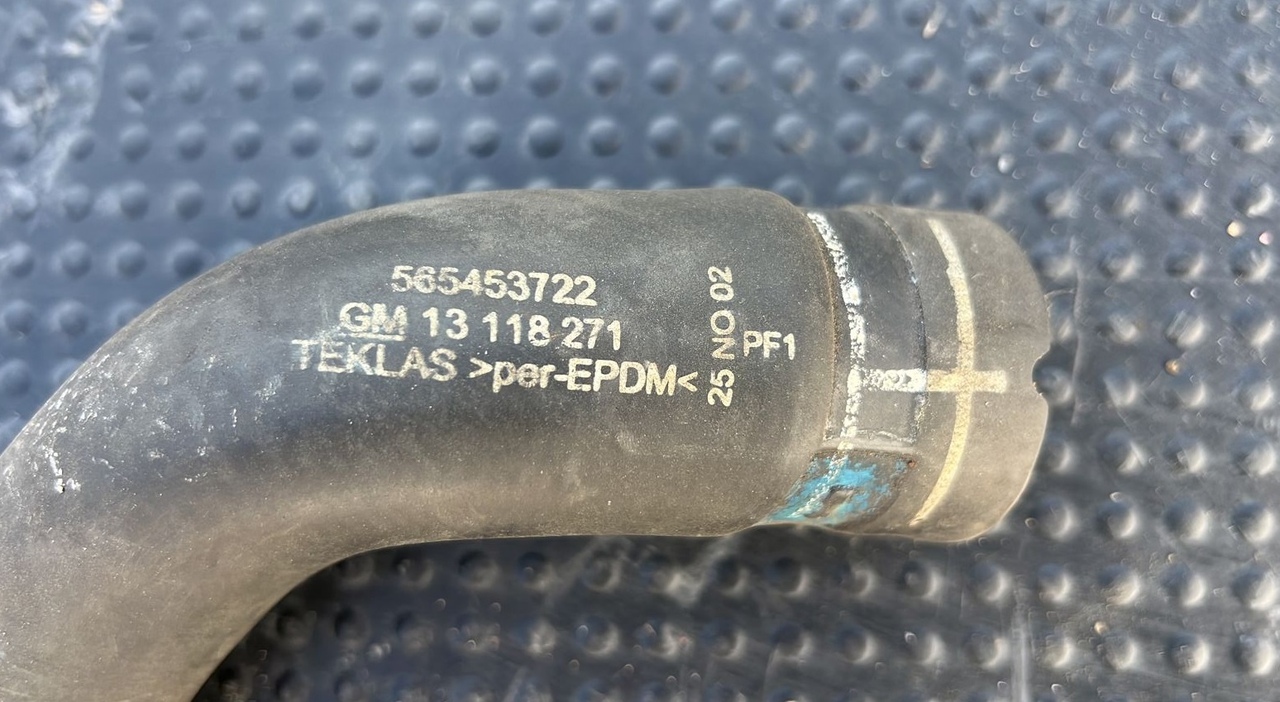 565453722
GM 13 118 271
TEKLAS >per-EPDM<
25 NO 02
PF1